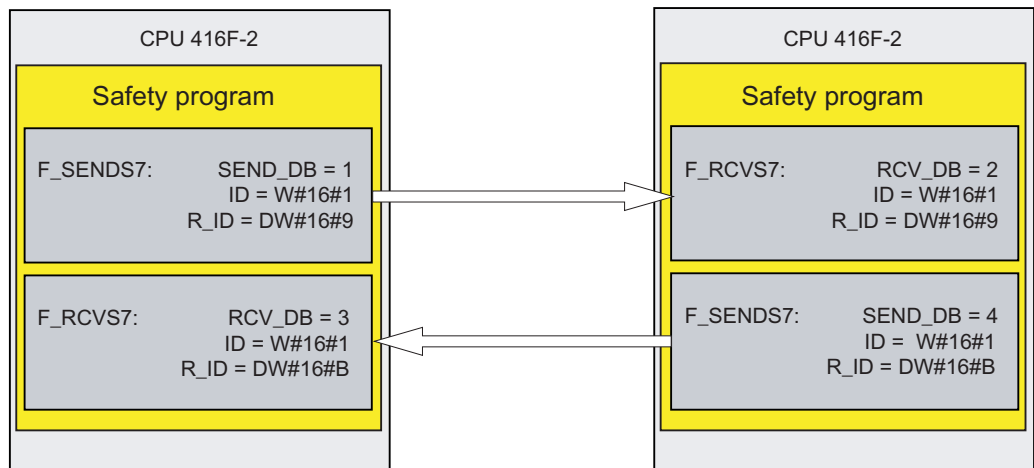 CPU 416F-2
Safety program
F_SENDS7: SEND_DB = 1
ID = W#16#1
R_ID = DW#16#9
F_RCVS7: RCV_DB = 3
ID = W#16#1
R_ID = DW#16#B
CPU 416F-2
Safety program
F_RCVS7: RCV_DB = 2
ID = W#16#1
R_ID = DW#16#9
F_SENDS7: SEND_DB = 4
ID = W#16#1
R_ID = DW#16#B